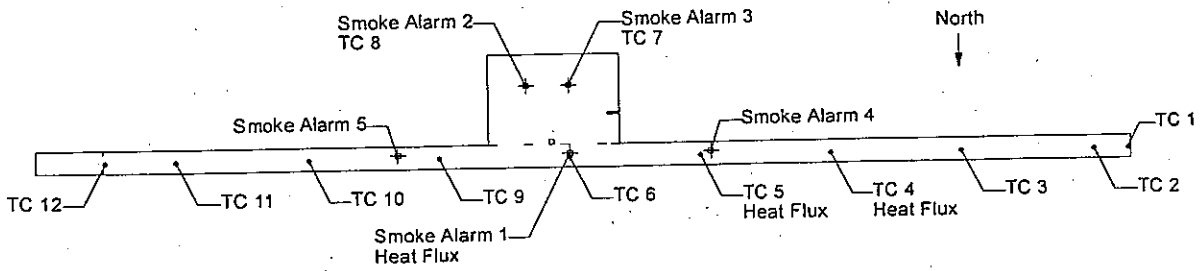 Smoke Alarm 2
TC 8
Smoke Alarm 3
TC 7
North
Smoke Alarm 5
Smoke Alarm 4
TC 1
TC 12
TC 11
TC 10
TC 9
TC 6
TC 5
Heat Flux
TC 4
Heat Flux
TC 3
TC 2
Smoke Alarm 1
Heat Flux